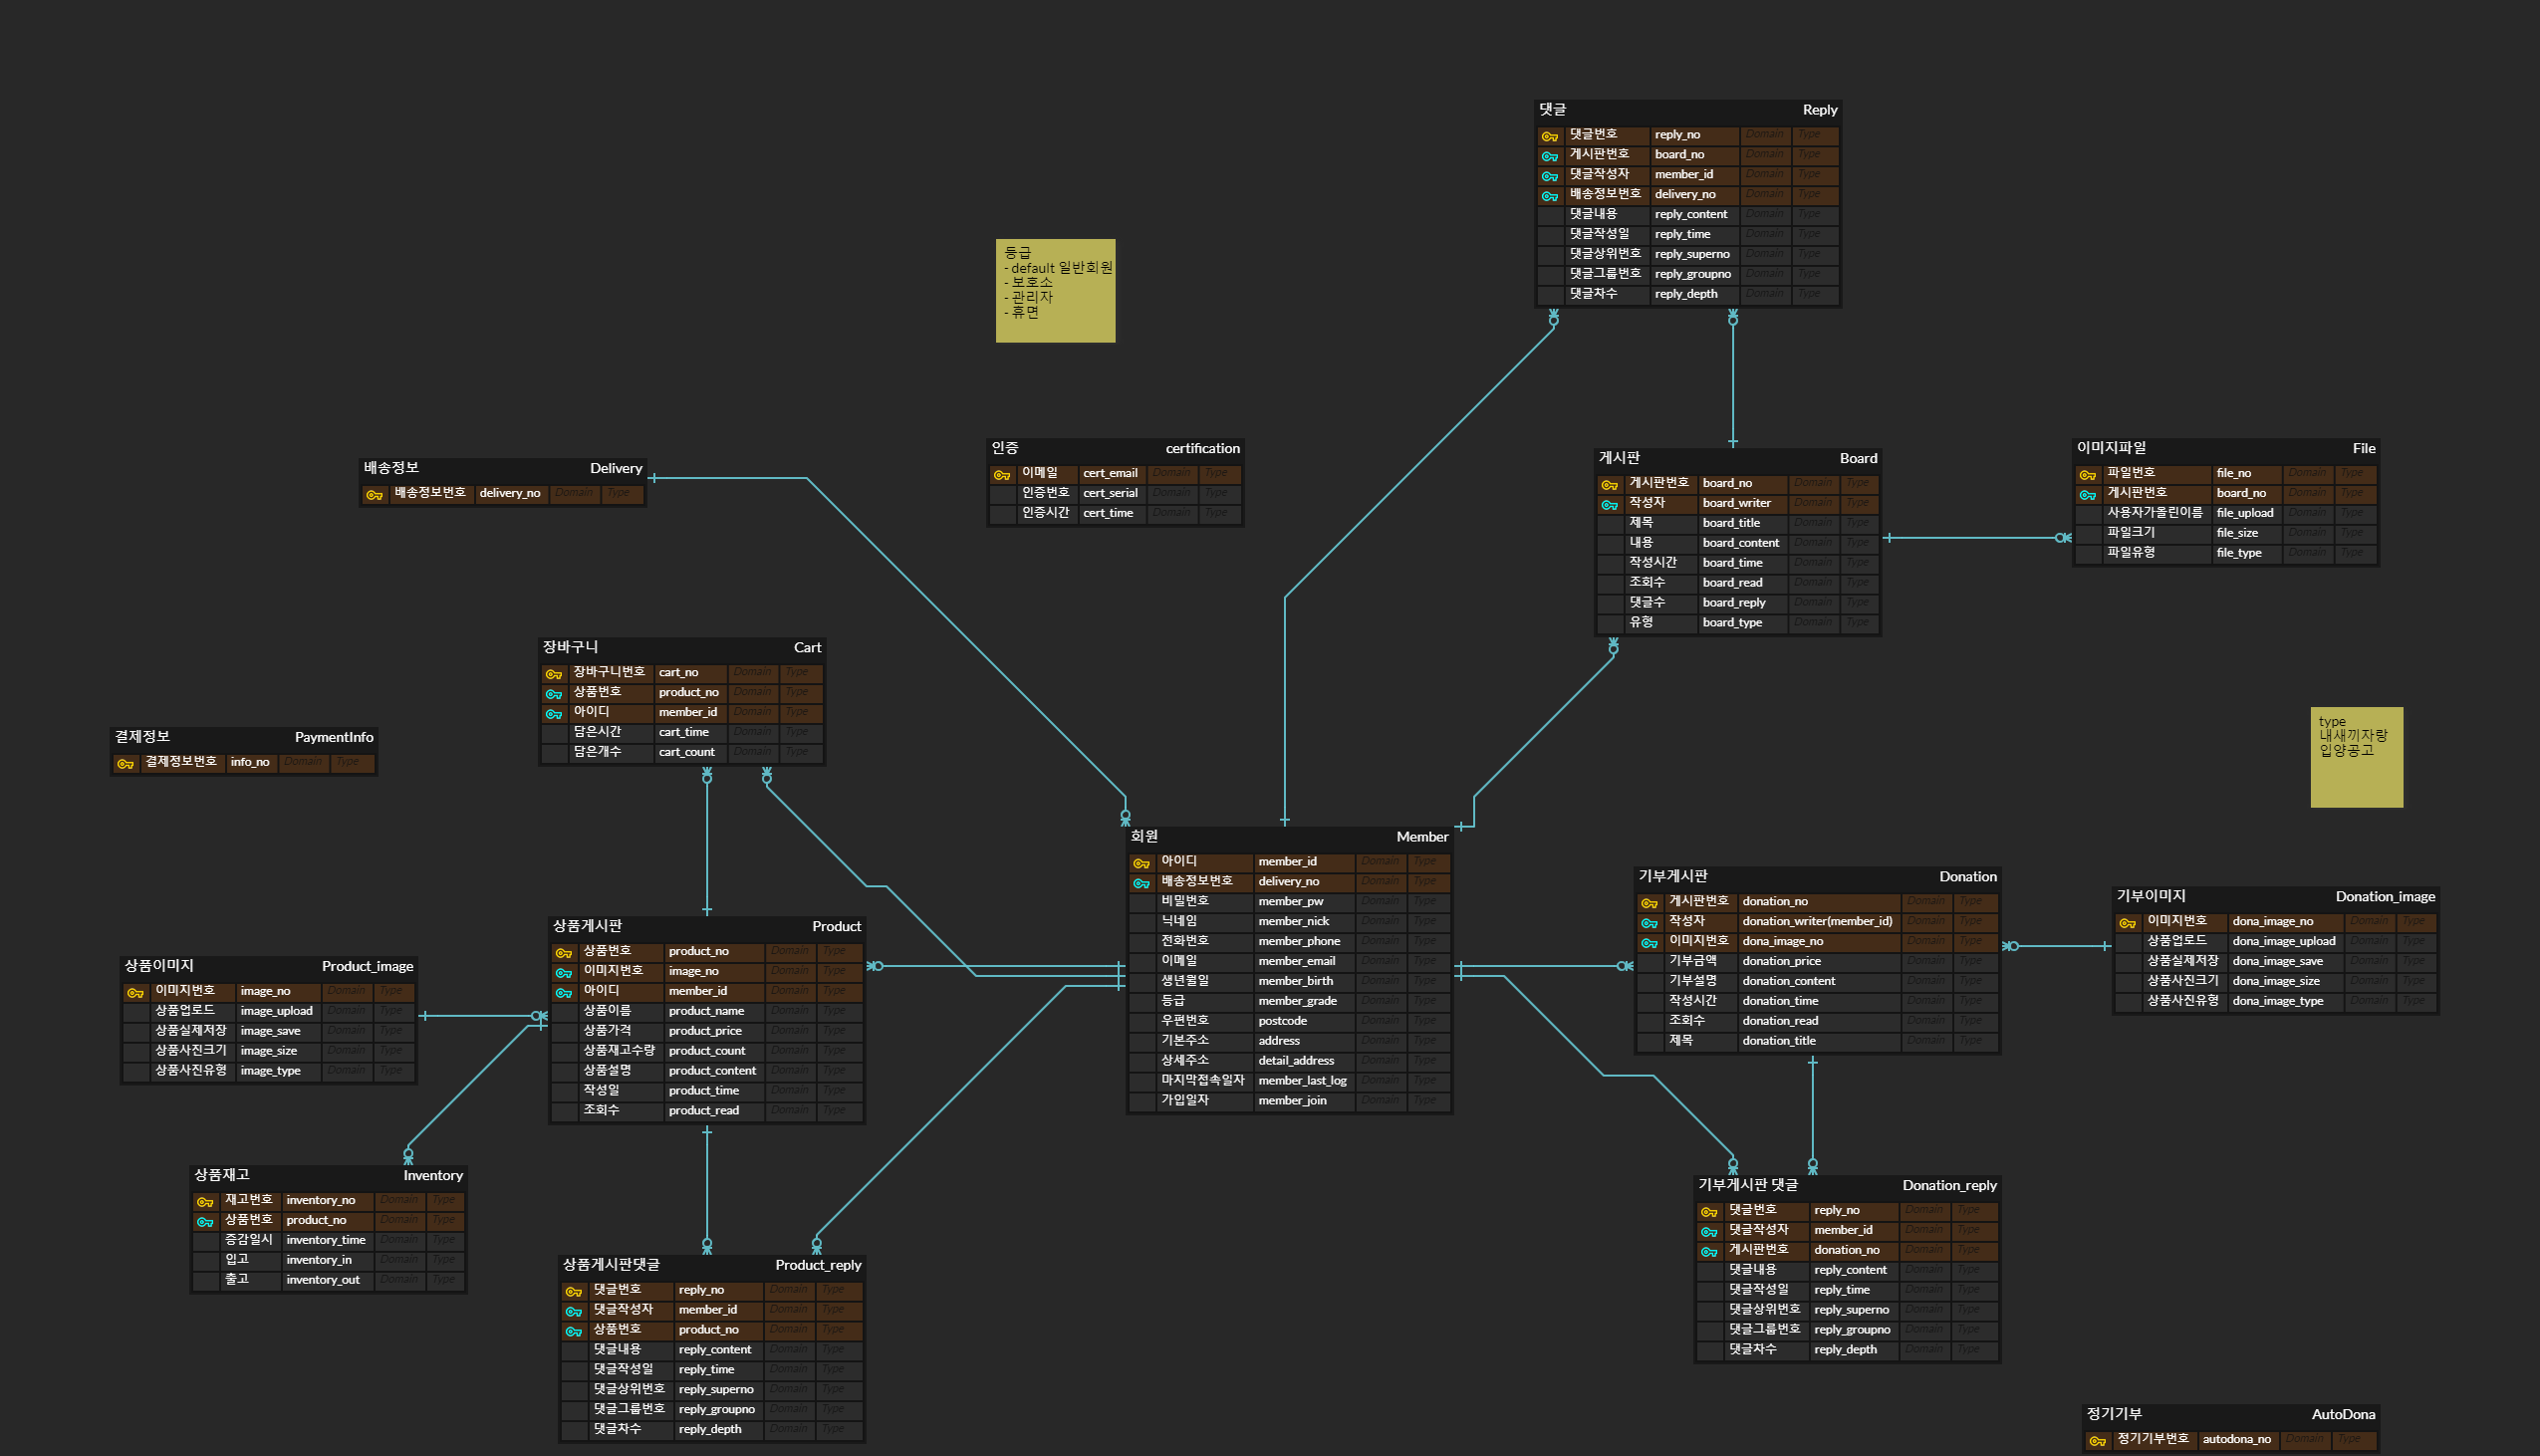 댓글 Reply
댓글번호 reply_no Domain Type
게시판번호 board_no Domain Type
댓글작성자 member_id Domain Type
배송정보번호 delivery_no Domain Type
댓글내용 reply_content Domain Type
댓글작성일 reply_time Domain Type
댓글상위번호 reply_superno Domain Type
댓글그룹번호 reply_groupno Domain Type
댓글차수 reply_depth Domain Type
등급
- default 일반회원
- 보호소
- 관리자
- 휴면
배송정보 Delivery
배송정보번호 delivery_no Domain Type
인증 certification
이메일 cert_email Domain Type
인증번호 cert_serial Domain Type
인증시간 cert_time Domain Type
게시판 Board
게시판번호 board_no Domain Type
작성자 board_writer Domain Type
제목 board_title Domain Type
내용 board_content Domain Type
작성시간 board_time Domain Type
조회수 board_read Domain Type
댓글수 board_reply Domain Type
유형 board_type Domain Type
이미지파일 File
파일번호 file_no Domain Type
게시판번호 board_no Domain Type
사용자가올린이름 file_upload Domain Type
파일크기 file_size Domain Type
파일유형 file_type Domain Type
장바구니 Cart
장바구니번호 cart_no Domain Type
상품번호 product_no Domain Type
아이디 member_id Domain Type
담은시간 cart_time Domain Type
담은개수 cart_count Domain Type
결제정보 PaymentInfo
결제정보번호 info_no Domain Type
type
내새끼자랑
입양공고
회원 Member
아이디 member_id Domain Type
배송정보번호 delivery_no Domain Type
비밀번호 member_pw Domain Type
닉네임 member_nick Domain Type
전화번호 member_phone Domain Type
이메일 member_email Domain Type
생년월일 member_birth Domain Type
등급 member_grade Domain Type
우편번호 postcode Domain Type
기본주소 address Domain Type
상세주소 detail_address Domain Type
마지막접속일자 member_last_log Domain Type
가입일자 member_join Domain Type
기부게시판 Donation
게시판번호 donation_no Domain Type
작성자 donation_writer(member_id) Domain Type
이미지번호 dona_image_no Domain Type
기부금액 donation_price Domain Type
기부설명 donation_content Domain Type
작성시간 donation_time Domain Type
조회수 donation_read Domain Type
제목 donation_title Domain Type
기부이미지 Donation_image
이미지번호 dona_image_no Domain Type
상품업로드 dona_image_upload Domain Type
상품실제저장 dona_image_save Domain Type
상품사진크기 dona_image_size Domain Type
상품사진유형 dona_image_type Domain Type
상품게시판 Product
상품번호 product_no Domain Type
이미지번호 image_no Domain Type
아이디 member_id Domain Type
상품이름 product_name Domain Type
상품가격 product_price Domain Type
상품재고수량 product_count Domain Type
상품설명 product_content Domain Type
작성일 product_time Domain Type
조회수 product_read Domain Type
상품이미지 Product_image
이미지번호 image_no Domain Type
상품업로드 image_upload Domain Type
상품실제저장 image_save Domain Type
상품사진크기 image_size Domain Type
상품사진유형 image_type Domain Type
상품재고 Inventory
재고번호 inventory_no Domain Type
상품번호 product_no Domain Type
증감일시 inventory_time Domain Type
입고 inventory_in Domain Type
출고 inventory_out Domain Type
상품게시판댓글 Product_reply
댓글번호 reply_no Domain Type
댓글작성자 member_id Domain Type
상품번호 product_no Domain Type
댓글내용 reply_content Domain Type
댓글작성일 reply_time Domain Type
댓글상위번호 reply_superno Domain Type
댓글그룹번호 reply_groupno Domain Type
댓글차수 reply_depth Domain Type
기부게시판 댓글 Donation_reply
댓글번호 reply_no Domain Type
댓글작성자 member_id Domain Type
게시판번호 donation_no Domain Type
댓글내용 reply_content Domain Type
댓글작성일 reply_time Domain Type
댓글상위번호 reply_superno Domain Type
댓글그룹번호 reply_groupno Domain Type
댓글차수 reply_depth Domain Type
정기기부 AutoDona
정기기부번호 autodona_no Domain Type